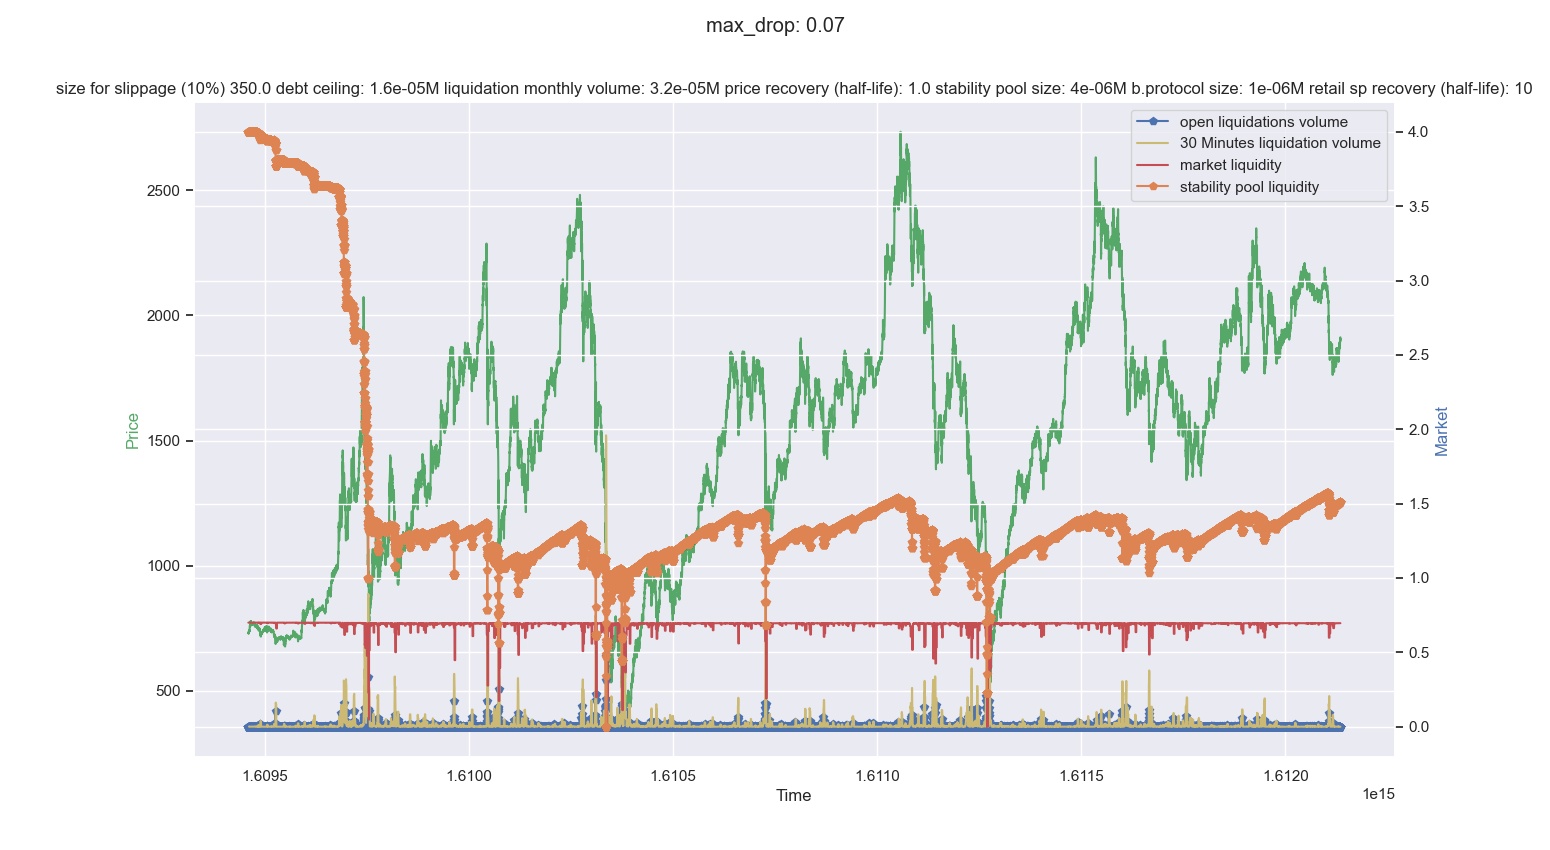 max_drop: 0.07
size for slippage (10%) 350.0 debt ceiling: 1.6e-05M liquidation monthly volume: 3.2e-05M price recovery (half-life): 1.0 stability pool size: 4e-06M b.protocol size: 1e-06M retail sp recovery (half-life): 10
open liquidations volume
30 Minutes liquidation volume
market liquidity
stability pool liquidity
Price
2500
2000
1500
1000
500
4.0
3.5
3.0
2.5
2.0
1.5
1.0
0.5
0.0
Market
1.6095
1.6100
1.6105
1.6110
1.6115
1.6120
Time
1e15